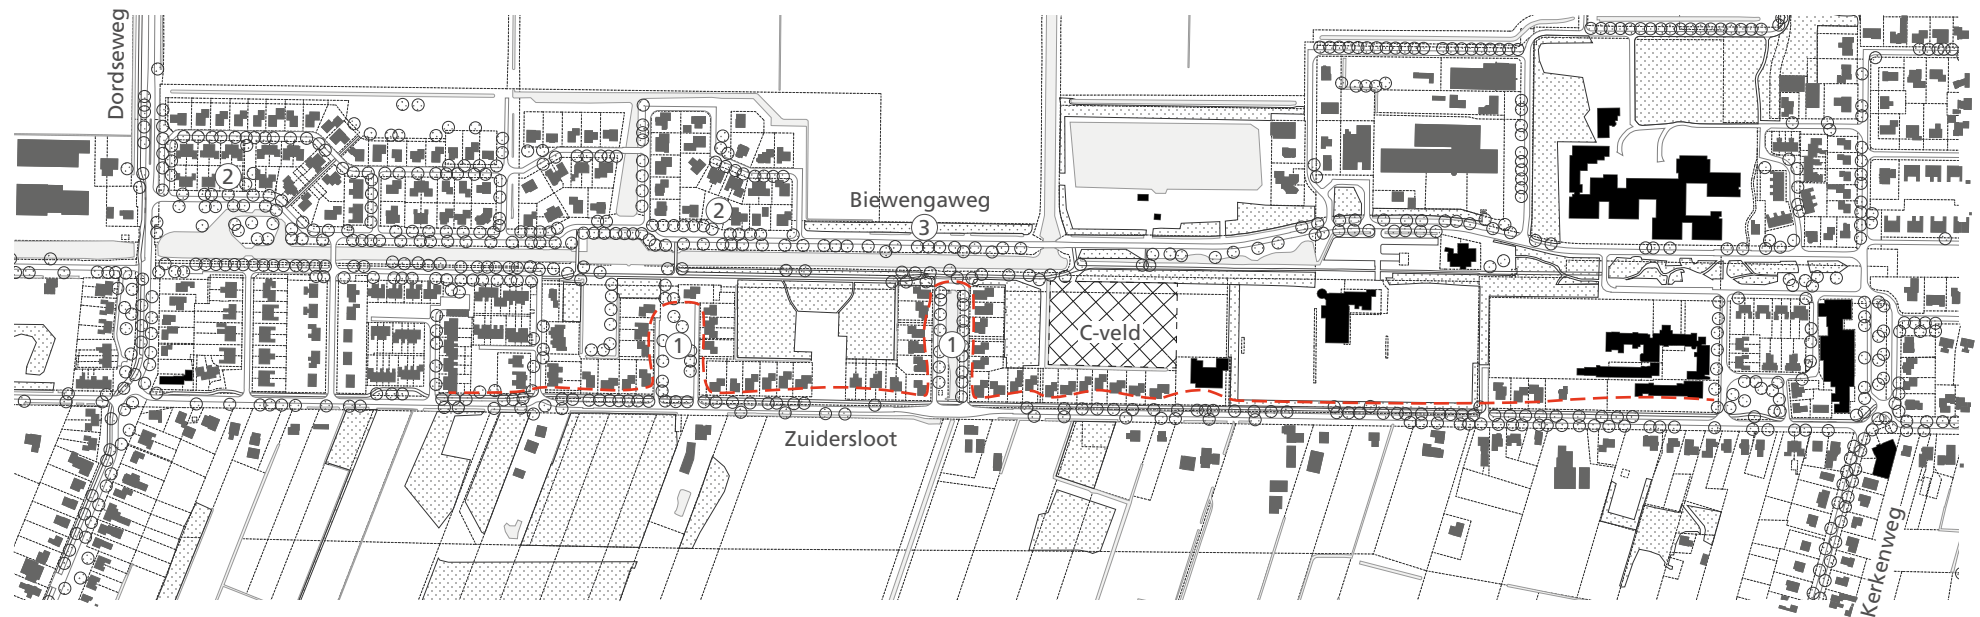 Dordseweg
2
2
Biewengaweg
3
1
1
C-veld
Zuidersloot
Kerkenweg